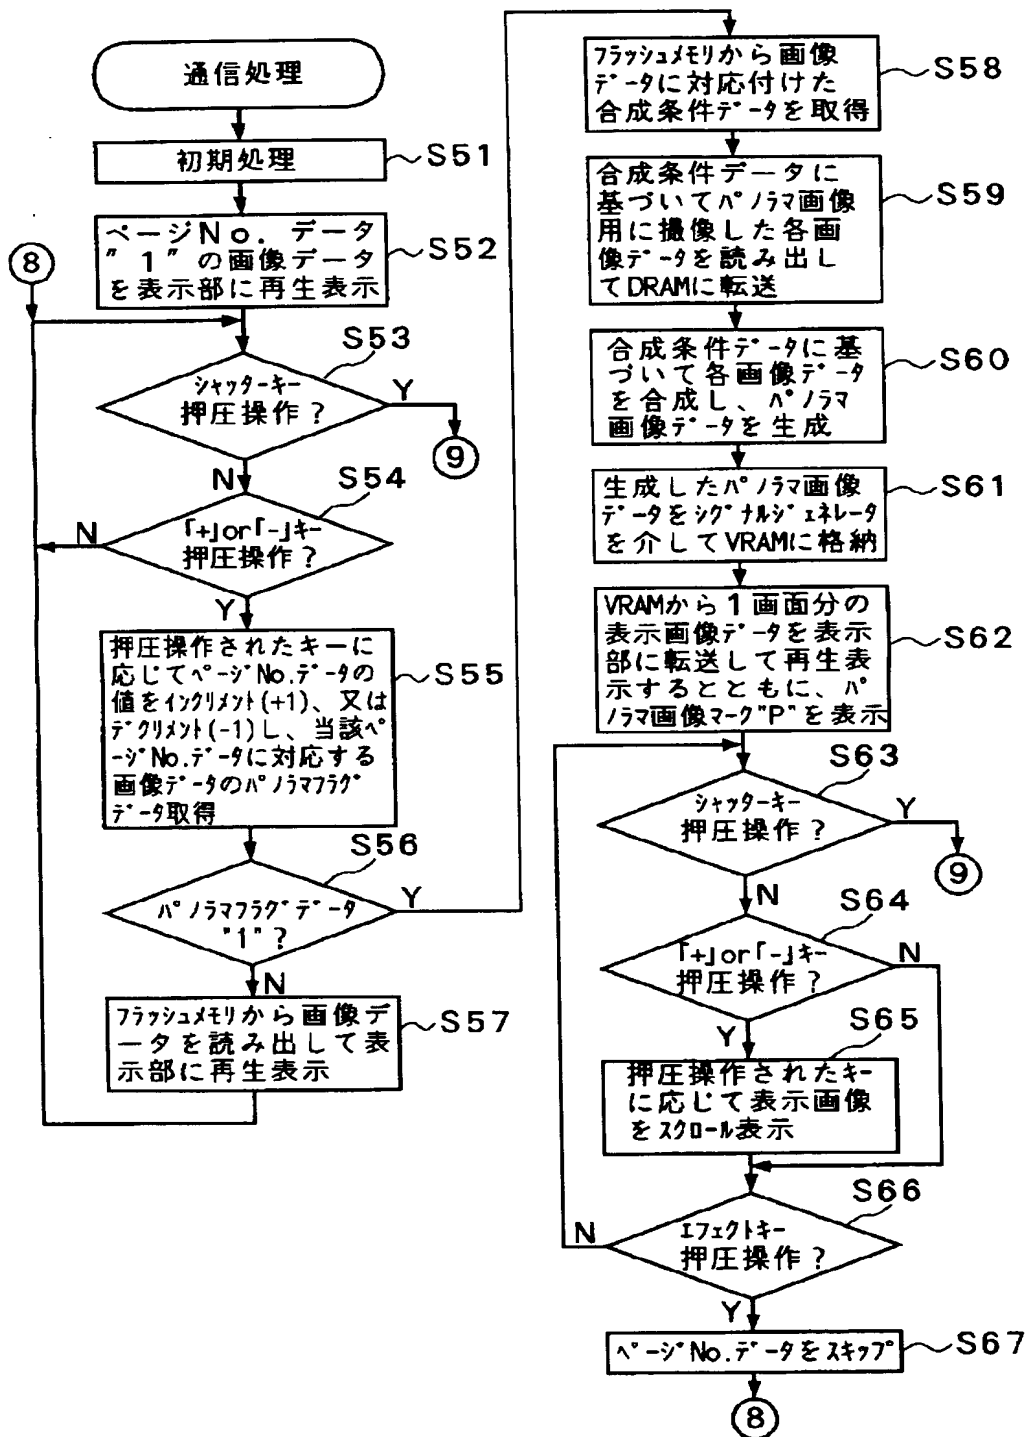 通信処理
初期処理
S51
ページNo. データ
"1"の画像データ
を表示部に再生表示
S52
8
S53
シャッターキー
押圧操作?
Y
9
N
S54
「+」or「-」キー
押圧操作?
N
Y
押圧操作されたキーに
応じてページNo.データの
値をインクリメント(+1)、又は
デクリメント(-1)し、当該ペ
ージNo.データに対応する
画像データのパノラマフラグ
データ取得
S55
S56
パノラマフラグデータ
"1"?
Y
N
フラッシュメモリから画像デ
ータを読み出して表
示部に再生表示
S57
フラッシュメモリから画像
データに対応付けた
合成条件データを取得
S58
合成条件データに
基づいてパノラマ画像
用に撮像した各画
像データを読み出し
てDRAMに転送
S59
合成条件データに基
づいて各画像データ
を合成し、パノラマ
画像データを生成
S60
生成したパノラマ画像
データをシグナルジェネレータ
を介してVRAMに格納
S61
VRAMから1画面分の
表示画像データを表示
部に転送して再生表
示するとともに、パ
ノラマ画像マーク"P"を表示
S62
S63
シャッターキー
押圧操作?
Y
9
N
S64
「+」or「-」キー
押圧操作?
N
Y
S65
押圧操作されたキー
に応じて表示画像
をスクロール表示
S66
エフェクトキー
押圧操作?
N
Y
ページNo.データをスキップ
S67
8